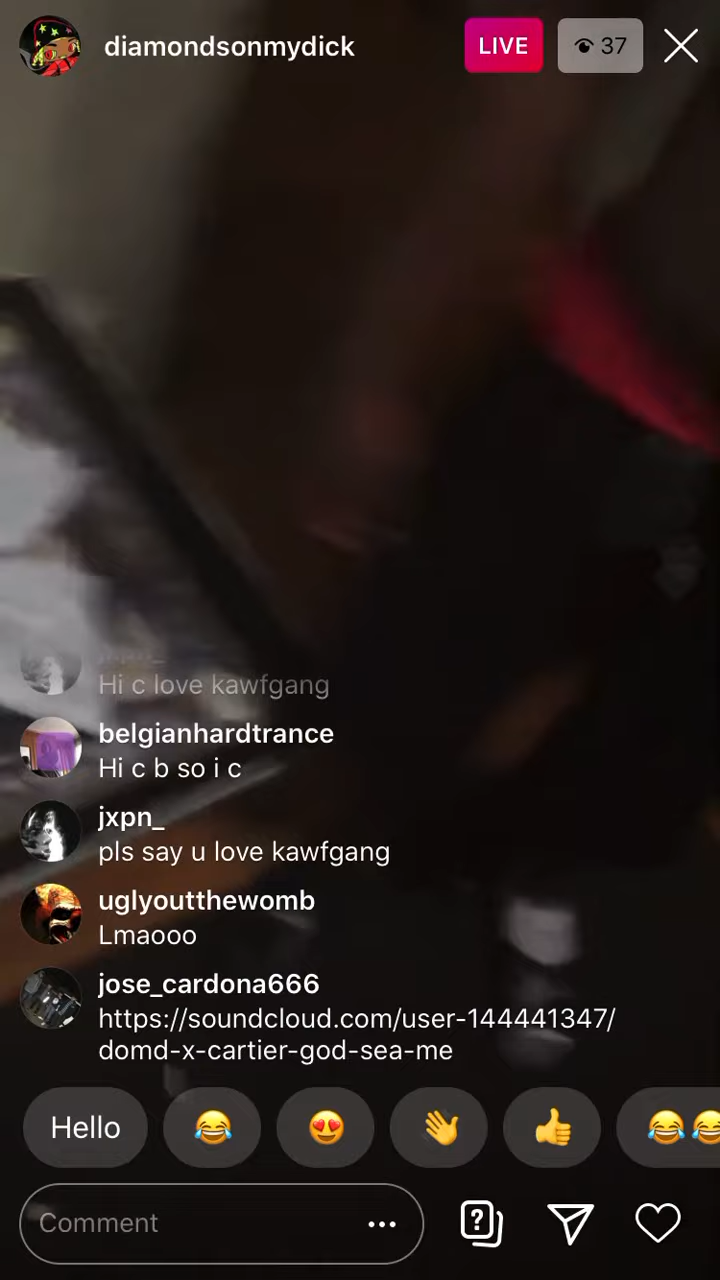 diamondsonmydick
LIVE
37
Hi c love kawfgang
belgianhardtrance
Hi c b so i c
jxpn_
pls say u love kawfgang
uglyoutthewomb
Lmaooo
jose_cardona666
https://soundcloud.com/user-144441347/
domd-x-cartier-god-sea-me
Hello
Comment